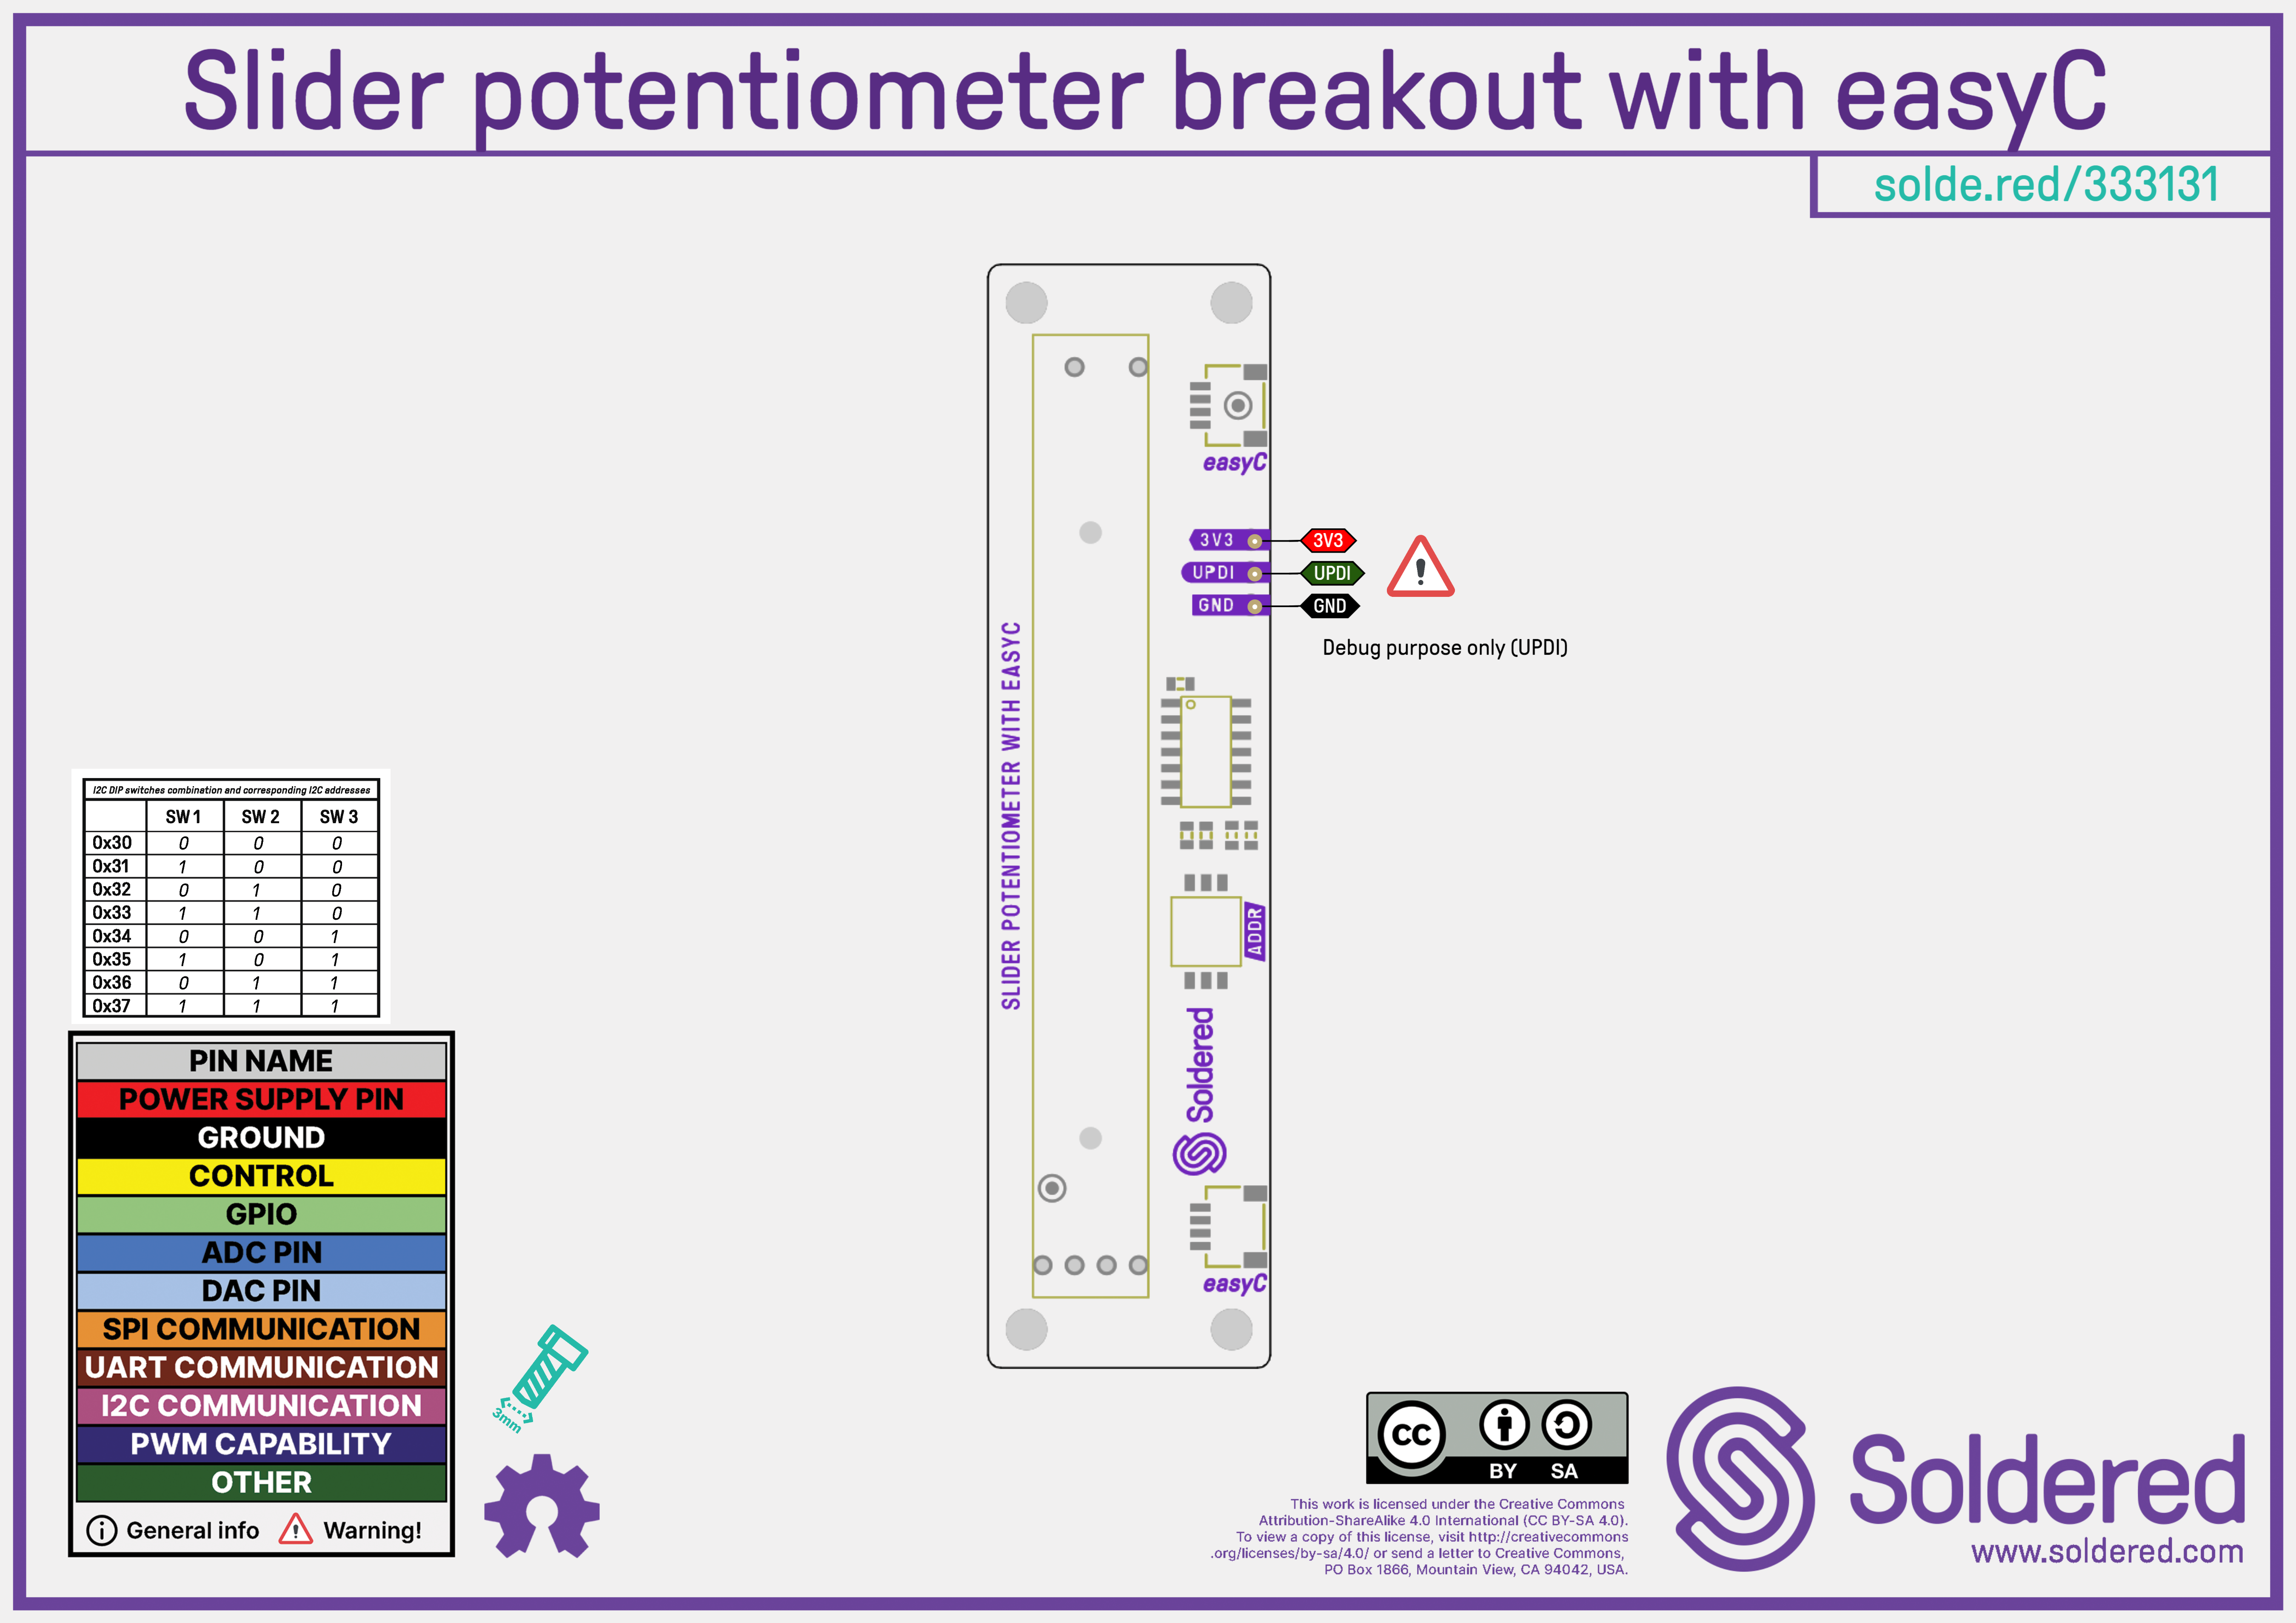 Slider potentiometer breakout with easyC
solde.red/333131
easyC
3V3 3V3
UPDI UPDI
GND GND
Debug purpose only (UPDI)
SLIDER POTENTIOMETER WITH EASYC
ADDR
Soldered
easyC
I2C DIP switches combination and corresponding I2C addresses
SW 1 SW 2 SW 3
0x30 0 0 0
0x31 1 0 0
0x32 0 1 0
0x33 1 1 0
0x34 0 0 1
0x35 1 0 1
0x36 0 1 1
0x37 1 1 1
PIN NAME
POWER SUPPLY PIN
GROUND
CONTROL
GPIO
ADC PIN
DAC PIN
SPI COMMUNICATION
UART COMMUNICATION
I2C COMMUNICATION
PWM CAPABILITY
OTHER
General info Warning!
3mm
CC
BY SA
This work is licensed under the Creative Commons
Attribution-ShareAlike 4.0 International (CC BY-SA 4.0).
To view a copy of this license, visit http://creativecommons
.org/licenses/by-sa/4.0/ or send a letter to Creative Commons,
PO Box 1866, Mountain View, CA 94042, USA.
Soldered
www.soldered.com